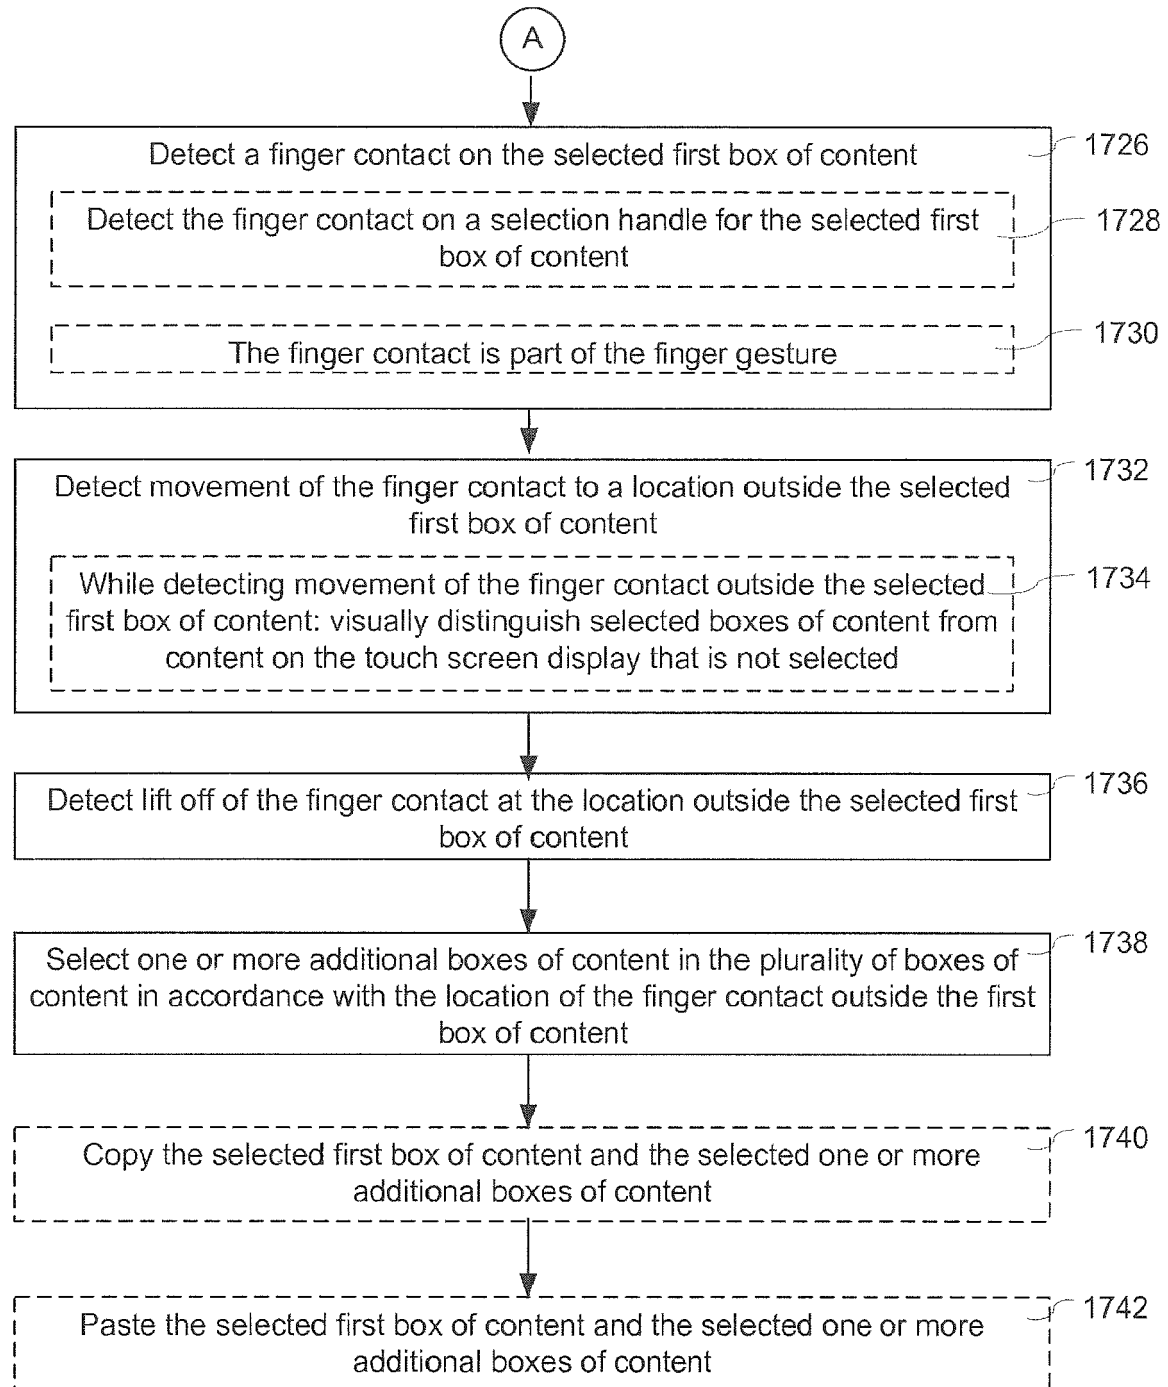 A
Detect a finger contact on the selected first box of content
1726
Detect the finger contact on a selection handle for the selected first
box of content
1728
The finger contact is part of the finger gesture
1730
Detect movement of the finger contact to a location outside the selected
first box of content
1732
While detecting movement of the finger contact outside the selected
first box of content: visually distinguish selected boxes of content from
content on the touch screen display that is not selected
1734
Detect lift off of the finger contact at the location outside the selected first
box of content
1736
Select one or more additional boxes of content in the plurality of boxes of
content in accordance with the location of the finger contact outside the first
box of content
1738
Copy the selected first box of content and the selected one or more
additional boxes of content
1740
Paste the selected first box of content and the selected one or more
additional boxes of content
1742